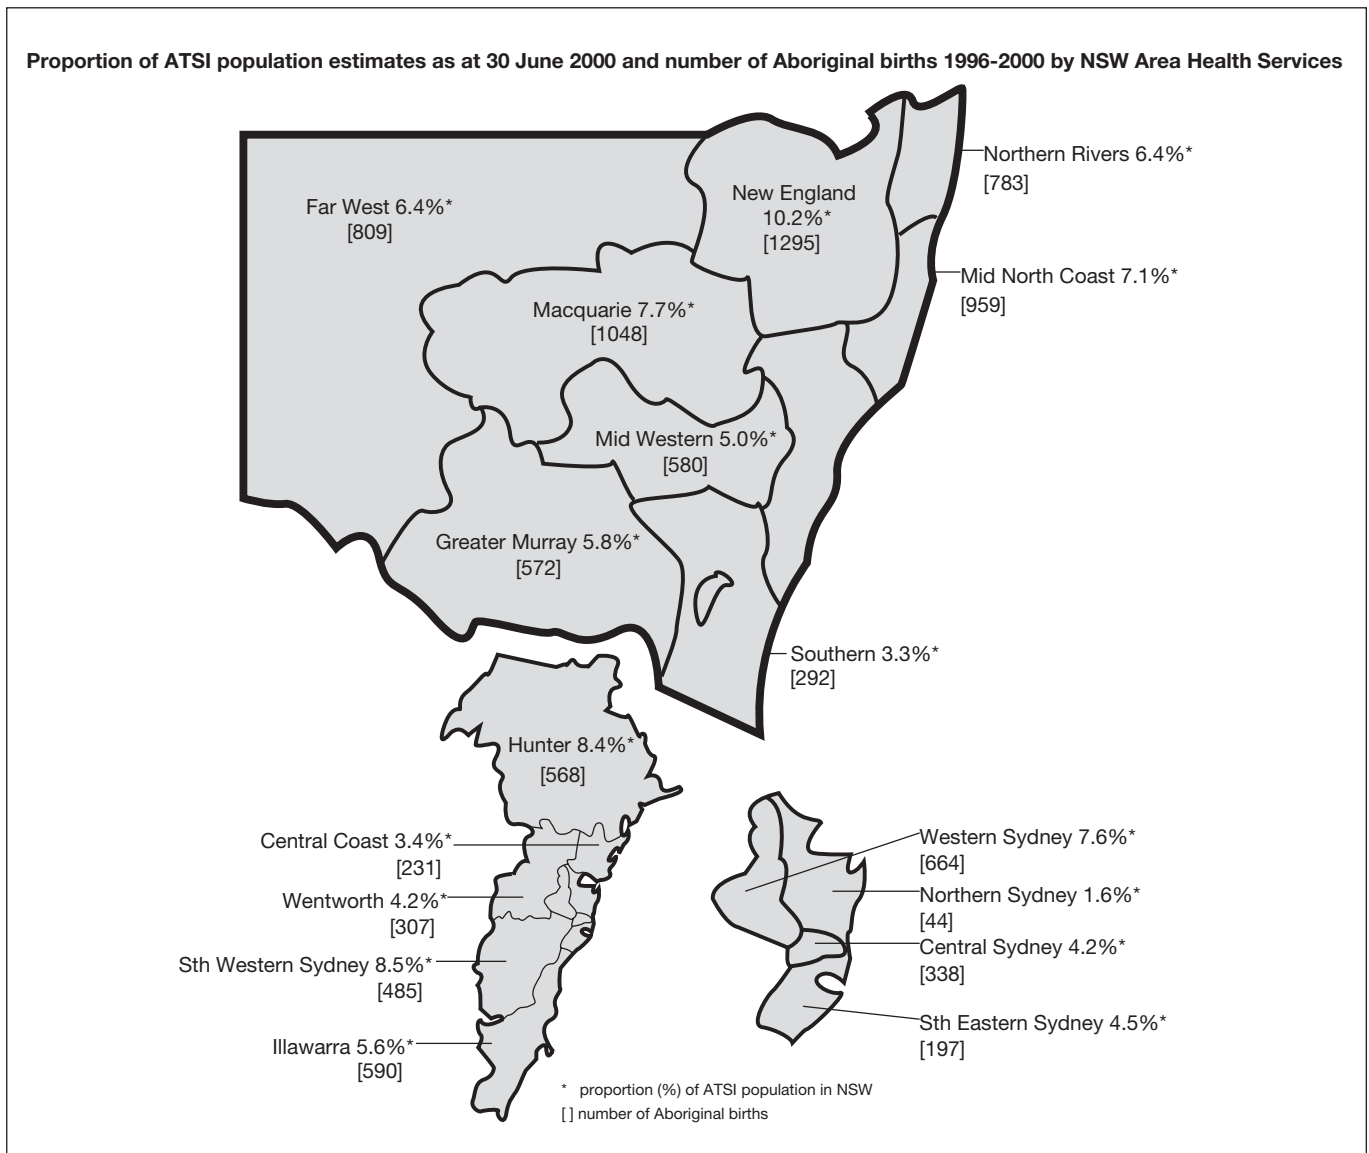 Proportion of ATSI population estimates as at 30 June 2000 and number of Aboriginal births 1996-2000 by NSW Area Health Services
Northern Rivers 6.4%*
[783]
New England
10.2%*
[1295]
Far West 6.4%*
[809]
Mid North Coast 7.1%*
[959]
Macquarie 7.7%*
[1048]
Mid Western 5.0%*
[580]
Greater Murray 5.8%*
[572]
Southern 3.3%*
[292]
Hunter 8.4%*
[568]
Central Coast 3.4%*
[231]
Wentworth 4.2%*
[307]
Sth Western Sydney 8.5%*
[485]
Illawarra 5.6%*
[590]
Western Sydney 7.6%*
[664]
Northern Sydney 1.6%*
[44]
Central Sydney 4.2%*
[338]
Sth Eastern Sydney 4.5%*
[197]
* proportion (%) of ATSI population in NSW
[ ] number of Aboriginal births